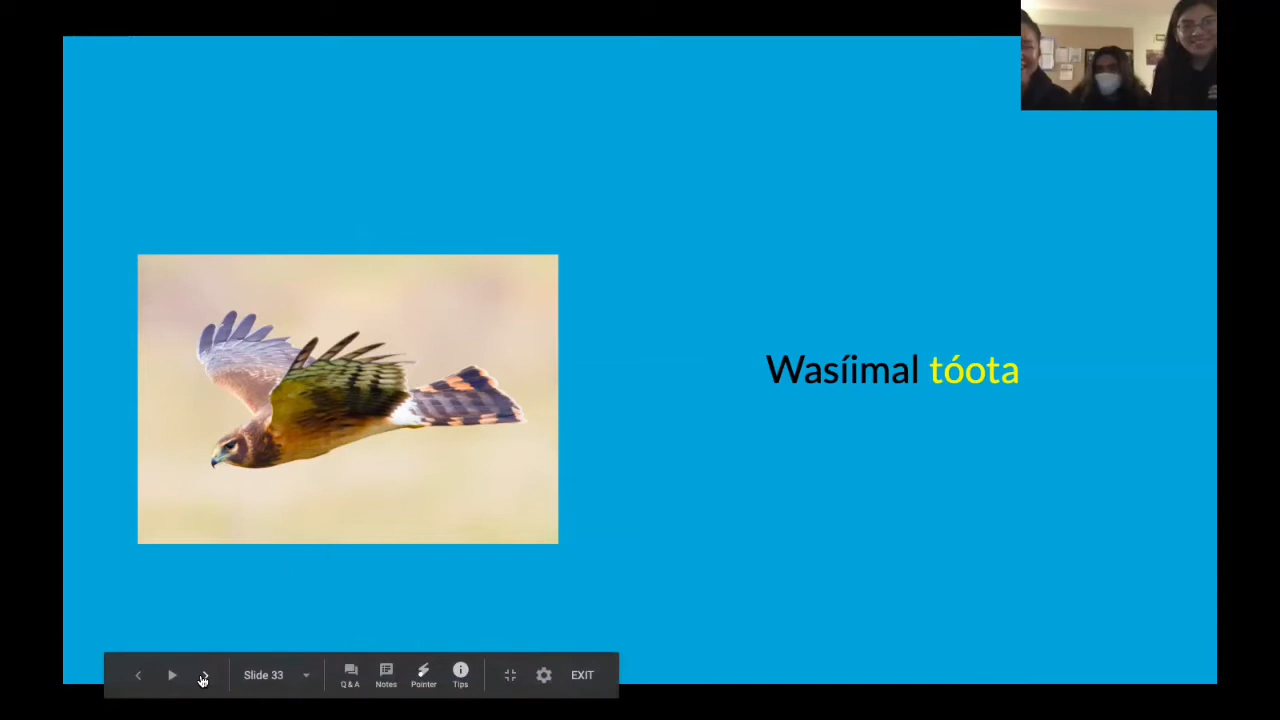 Wasíimal tóota
Slide 33
Q & A
Notes
Pointer
Tips
EXIT